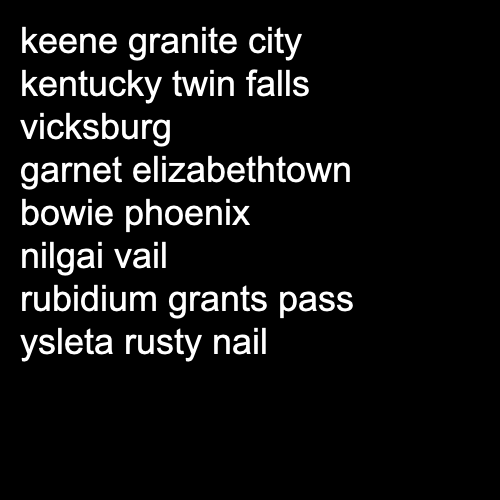 keene granite city
kentucky twin falls
vicksburg
garnet elizabethtown
bowie phoenix
nilgai vail
rubidium grants pass
ysleta rusty nail